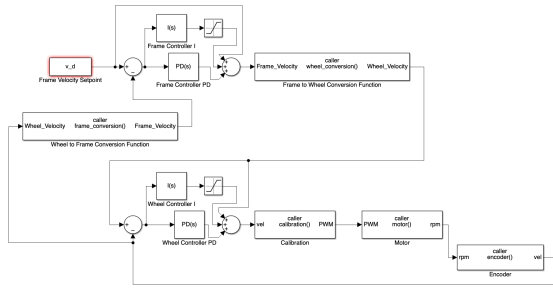 I(s)
Frame Controller I
v_d
Frame Velocity Setpoint
PD(s)
Frame Controller PD
caller
Frame_Velocity wheel_conversion() Wheel_Velocity
Frame to Wheel Conversion Function
caller
Wheel_Velocity frame_conversion() Frame_Velocity
Wheel to Frame Conversion Function
I(s)
Wheel Controller I
PD(s)
Wheel Controller PD
caller
vel calibration() PWM
Calibration
caller
PWM motor() rpm
Motor
caller
rpm encoder() vel
Encoder